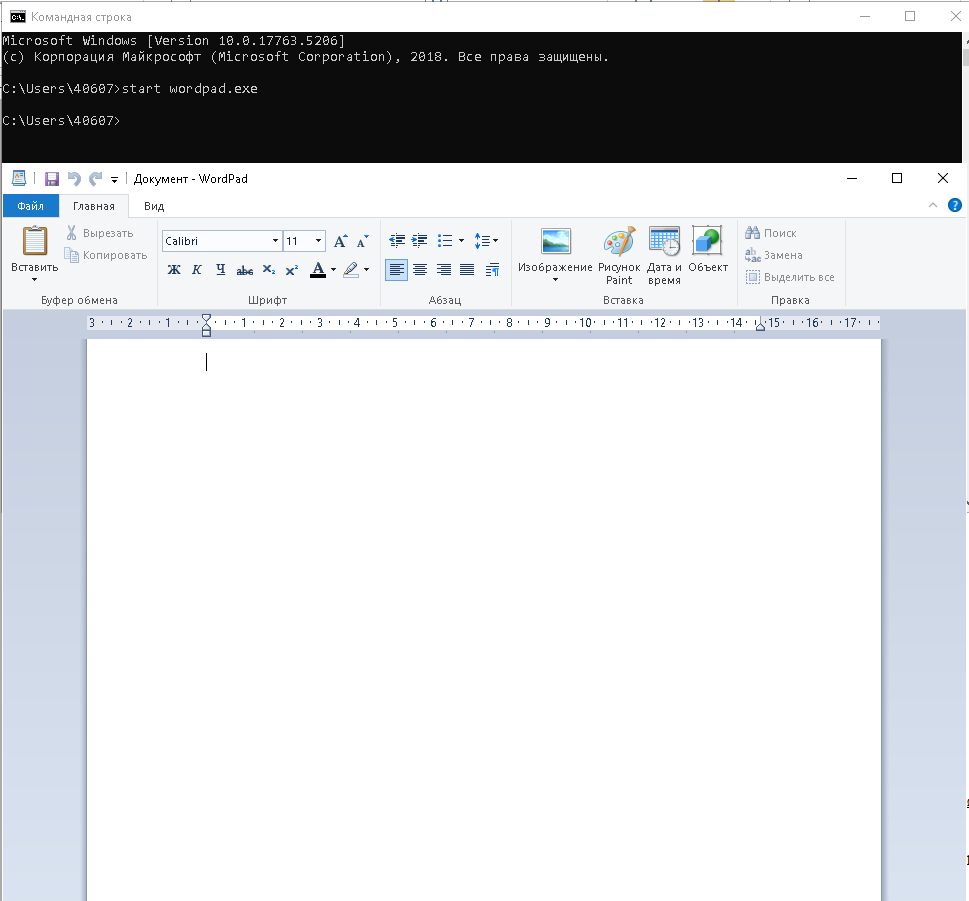 Командная строка
Microsoft Windows [Version 10.0.17763.5206]
(c) Корпорация Майкрософт (Microsoft Corporation), 2018. Все права защищены.
C:\Users\40607>start wordpad.exe
C:\Users\40607>
Документ - WordPad
Файл Главная Вид
Вставить
Вырезать
Копировать
Буфер обмена
Calibri 11
Ж К Ч abc X₂ X²
Шрифт
Абзац
Изображение
Рисунок Paint
Дата и время
Объект
Вставка
Поиск
Замена
Выделить все
Правка
3 2 1 1 2 3 4 5 6 7 8 9 10 11 12 13 14 15 16 17